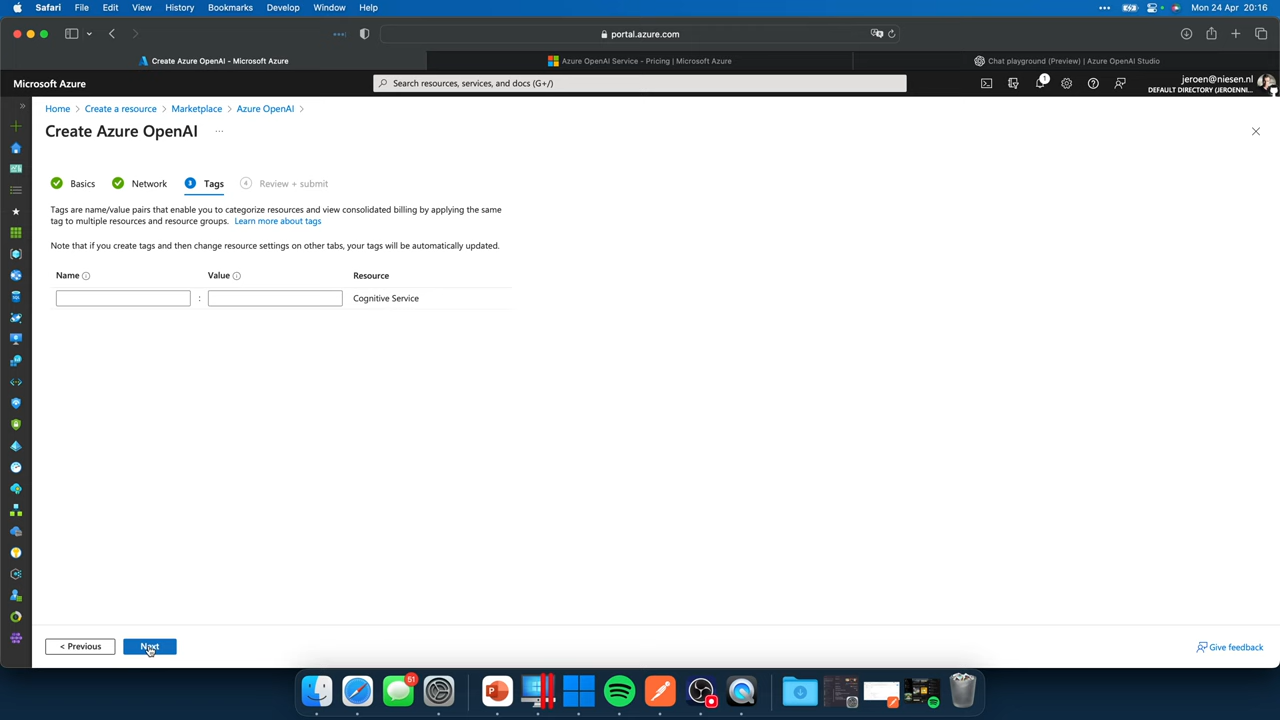 Safari File Edit View History Bookmarks Develop Window Help Mon 24 Apr 20:16
portal.azure.com
Create Azure OpenAI - Microsoft Azure Azure OpenAI Service - Pricing | Microsoft Azure Chat playground (Preview) | Azure OpenAI Studio
Microsoft Azure Search resources, services, and docs (G+/) 1 jeroen@niesen.nl
DEFAULT DIRECTORY (JEROENNI...
Home > Create a resource > Marketplace > Azure OpenAI >
Create Azure OpenAI ...
Basics Network 3 Tags 4 Review + submit
Tags are name/value pairs that enable you to categorize resources and view consolidated billing by applying the same
tag to multiple resources and resource groups. Learn more about tags
Note that if you create tags and then change resource settings on other tabs, your tags will be automatically updated.
Name Value Resource
: Cognitive Service
< Previous Next Give feedback
51